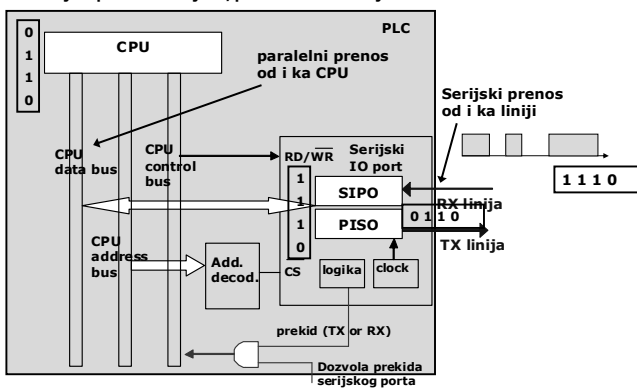 PLC
0
1
1
0
CPU
paralelni prenos
od i ka CPU
Serijski prenos
od i ka liniji
CPU
data bus
CPU
control
bus
RD/WR
Serijski
IO port
1
1
1
0
SIPO
PISO
0 1 1 0
1 1 1 0
RX linija
TX linija
CPU
address
bus
Add.
decod.
CS
logika
clock
prekid (TX or RX)
Dozvola prekida
serijskog porta